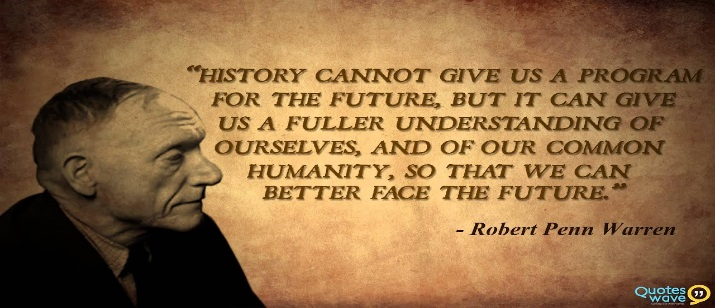 “HISTORY CANNOT GIVE US A PROGRAM
FOR THE FUTURE, BUT IT CAN GIVE
US A FULLER UNDERSTANDING OF
OURSELVES, AND OF OUR COMMON
HUMANITY, SO THAT WE CAN
BETTER FACE THE FUTURE.”
- Robert Penn Warren
Quotes
wave